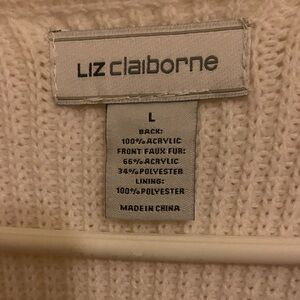 LIZ claiborne
L
BACK:
100% ACRYLIC
FRONT FAUX FUR:
66% ACRYLIC
34% POLYESTER
LINING:
100% POLYESTER
MADE IN CHINA